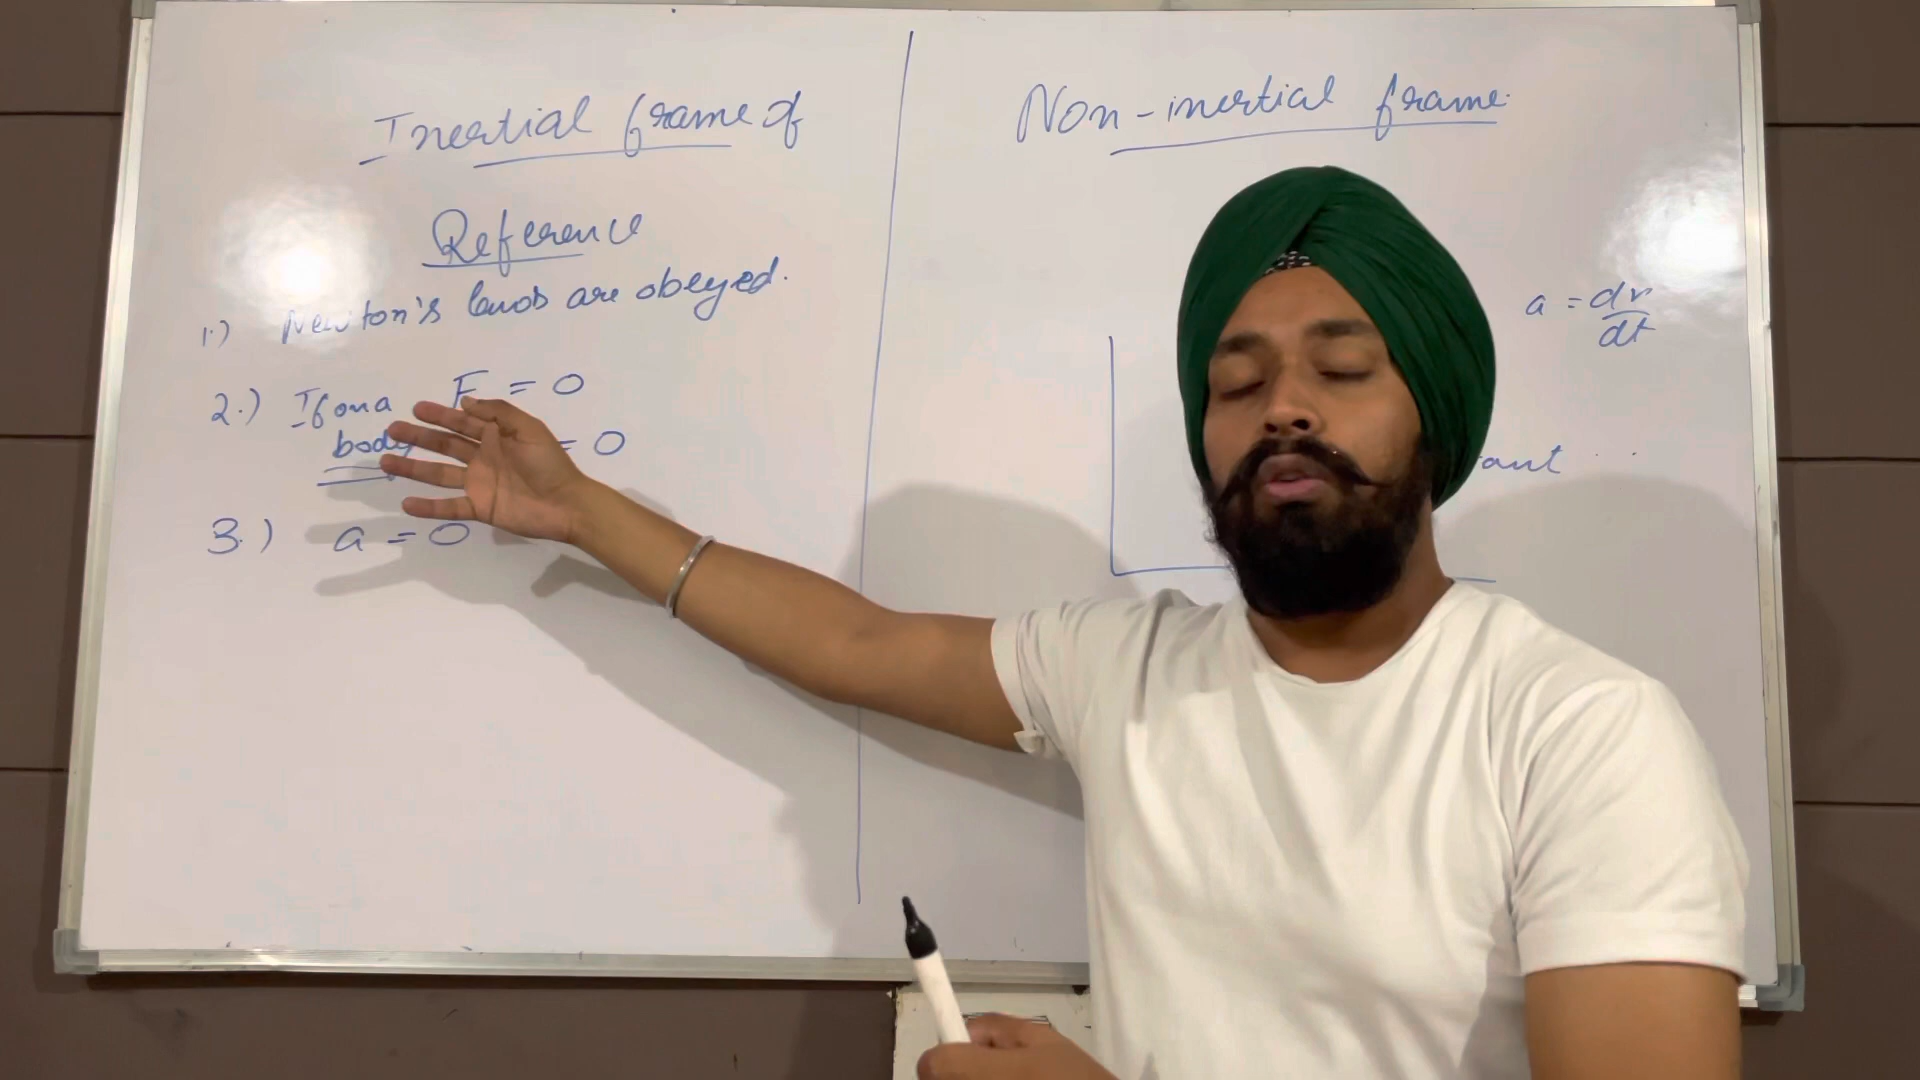 Inertial frame of
Reference
1.) Newton's laws are obeyed.
2.) If on a F = 0
body = 0
3.) a = 0
Non-inertial frame.
a = dv
dt